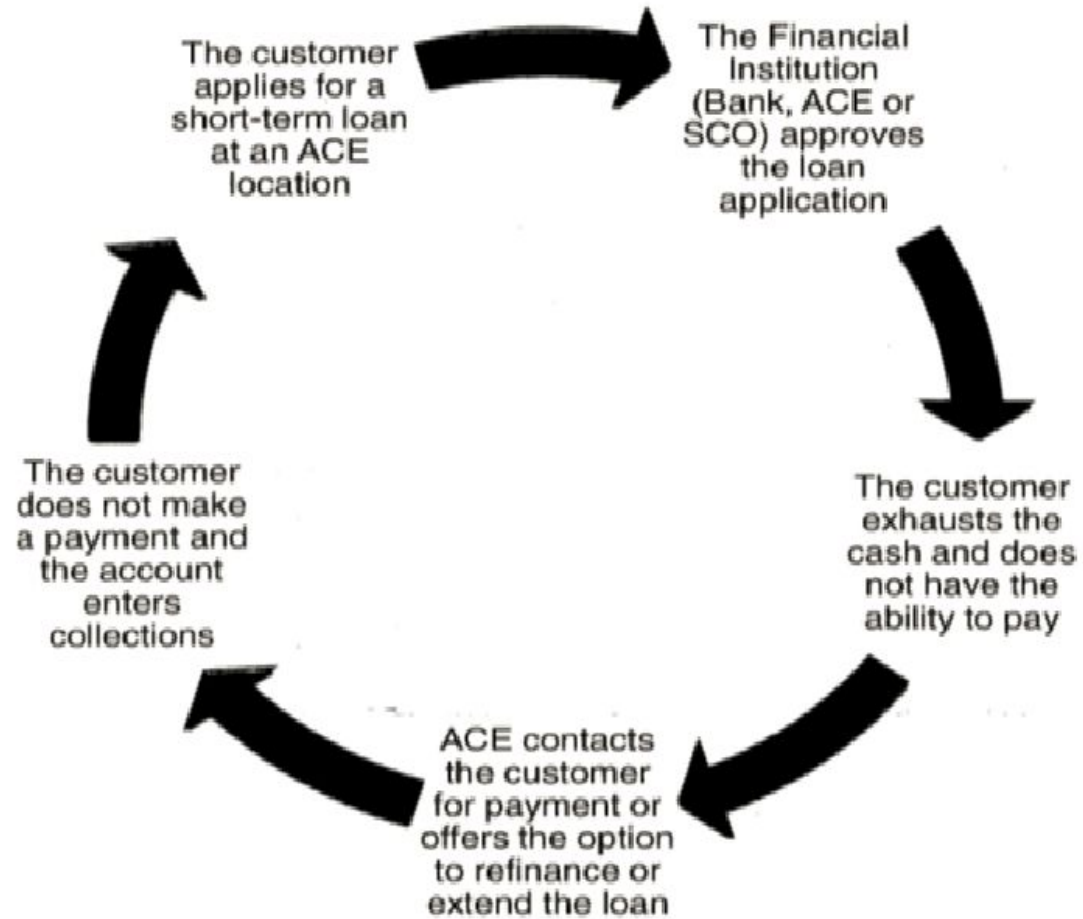 The customer
applies for a
short-term loan
at an ACE
location
The Financial
Institution
(Bank, ACE or
SCO) approves
the loan
application
The customer
exhausts the
cash and does
not have the
ability to pay
ACE contacts
the customer
for payment or
offers the option
to refinance or
extend the loan
The customer
does not make
a payment and
the account
enters
collections